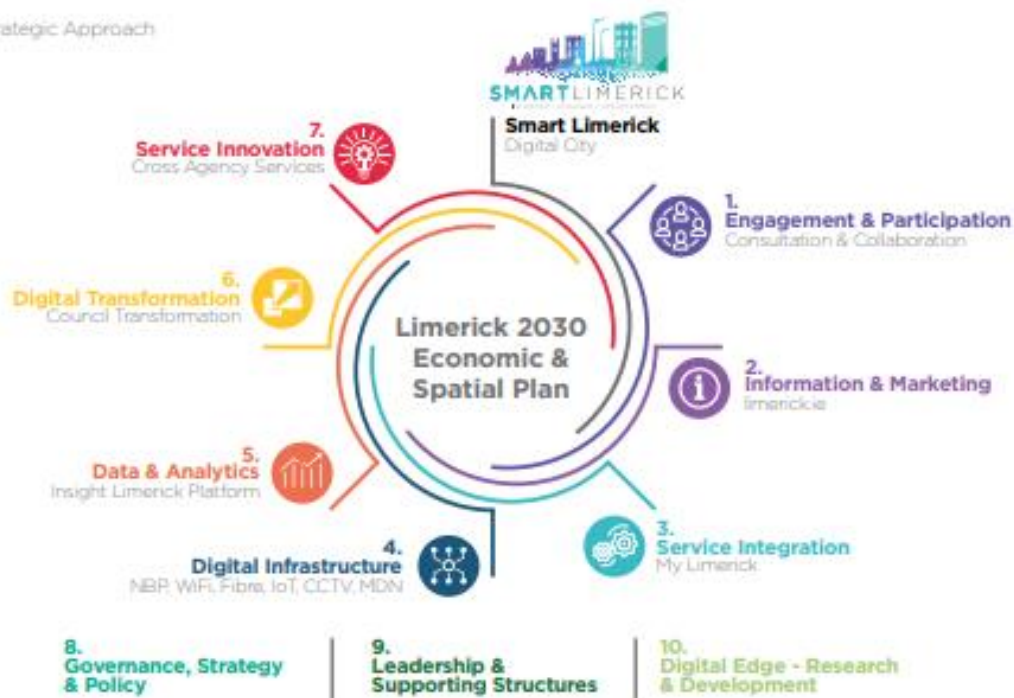 rategic Approach
SMARTLIMERICK
Smart Limerick
Digital City
1.
Engagement & Participation
Consultation & Collaboration
2.
Information & Marketing
limerick.ie
3.
Service Integration
My Limerick
4.
Digital Infrastructure
NBP, WiFi, Fibre, IoT, CCTV, MDN
5.
Data & Analytics
Insight Limerick Platform
6.
Digital Transformation
Council Transformation
7.
Service Innovation
Cross Agency Services
Limerick 2030
Economic &
Spatial Plan
8.
Governance, Strategy
& Policy
9.
Leadership &
Supporting Structures
10.
Digital Edge - Research
& Development